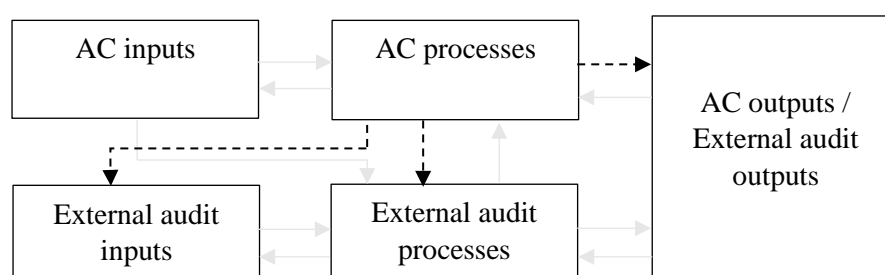 AC inputs
AC processes
AC outputs /
External audit
outputs
External audit
inputs
External audit
processes